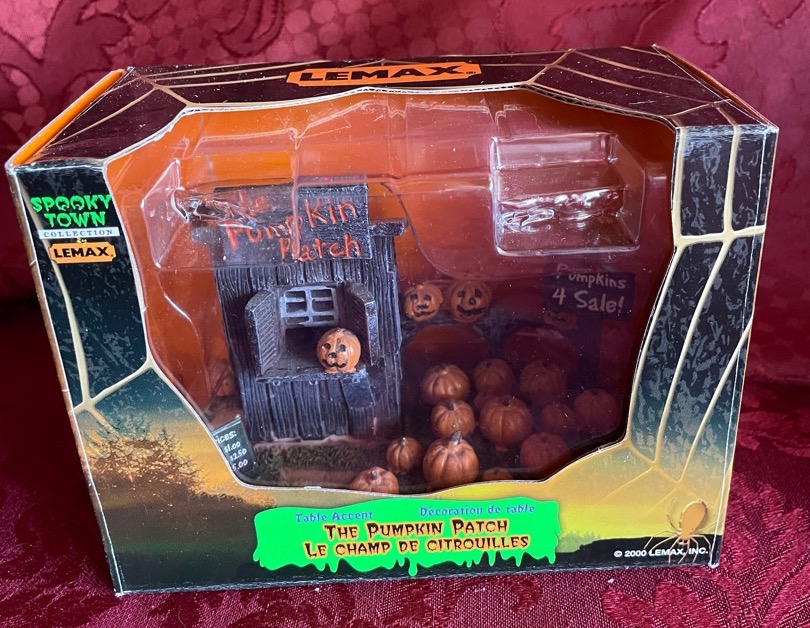 LEMAX
SPOOKY
TOWN
COLLECTION
LEMAX
The
Pumpkin
Patch
Pumpkins
4 Sale!
Table Accent Décoration de table
THE PUMPKIN PATCH
LE CHAMP DE CITROUILLES
© 2000 LEMAX, INC.